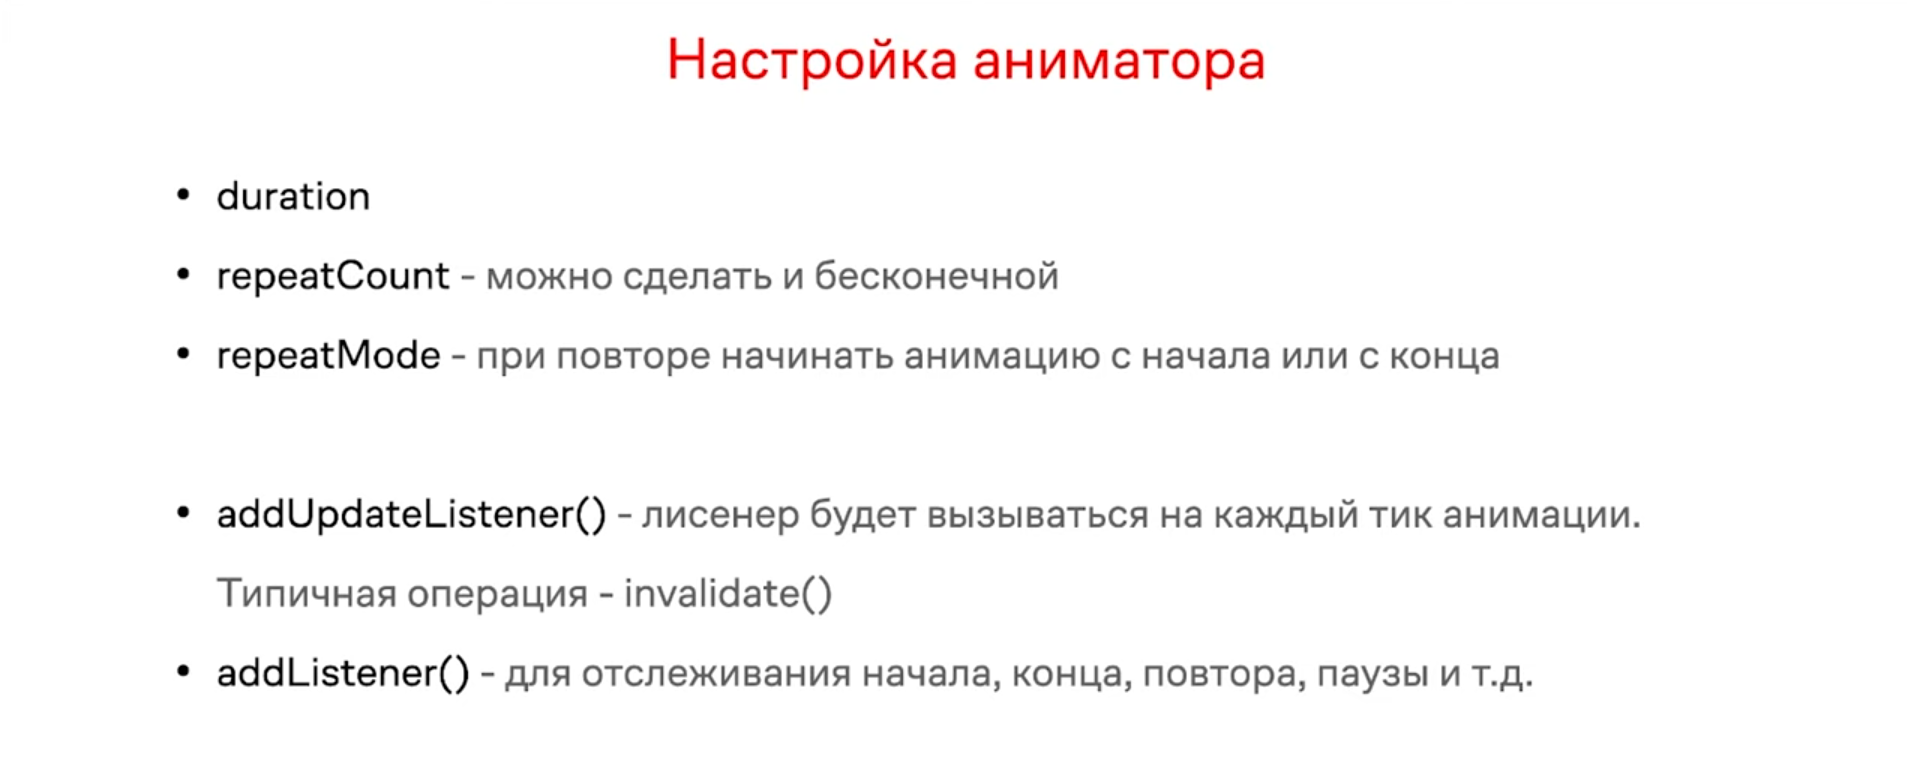 Настройка аниматора
• duration
• repeatCount - можно сделать и бесконечной
• repeatMode - при повторе начинать анимацию с начала или с конца
• addUpdateListener() - лисенер будет вызываться на каждый тик анимации.
Типичная операция - invalidate()
• addListener() - для отслеживания начала, конца, повтора, паузы и т.д.